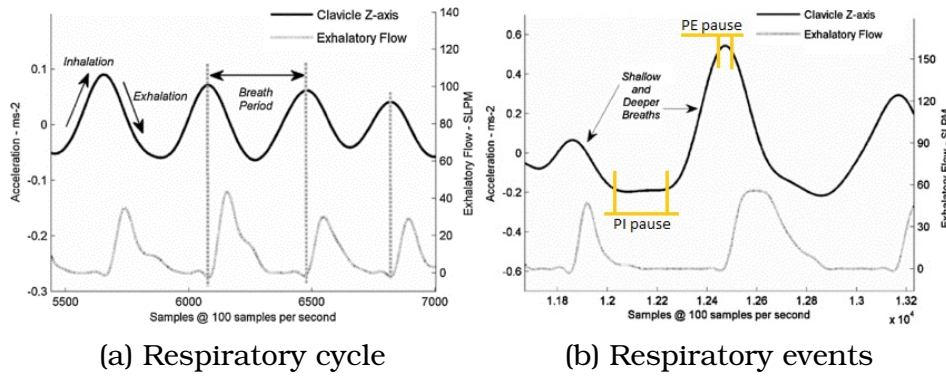 Clavicle Z-axis
Exhalatory Flow
Inhalation
Exhalation
Breath
Period
Acceleration - ms-2
0.1
0
-0.1
-0.2
-0.3
140
120
100
80
60
40
20
0
Exhalatory Flow - SLPM
5500 6000 6500 7000
Samples @ 100 samples per second
(a) Respiratory cycle
Clavicle Z-axis
Exhalatory Flow
PE pause
Shallow
and
Deeper
Breaths
PI pause
Acceleration - ms-2
0.6
0.4
0.2
0
-0.2
-0.4
-0.6
150
120
90
60
30
0
Exhalatory Flow - SLPM
1.18 1.2 1.22 1.24 1.26 1.28 1.3 1.32
Samples @ 100 samples per second
x 10⁴
(b) Respiratory events